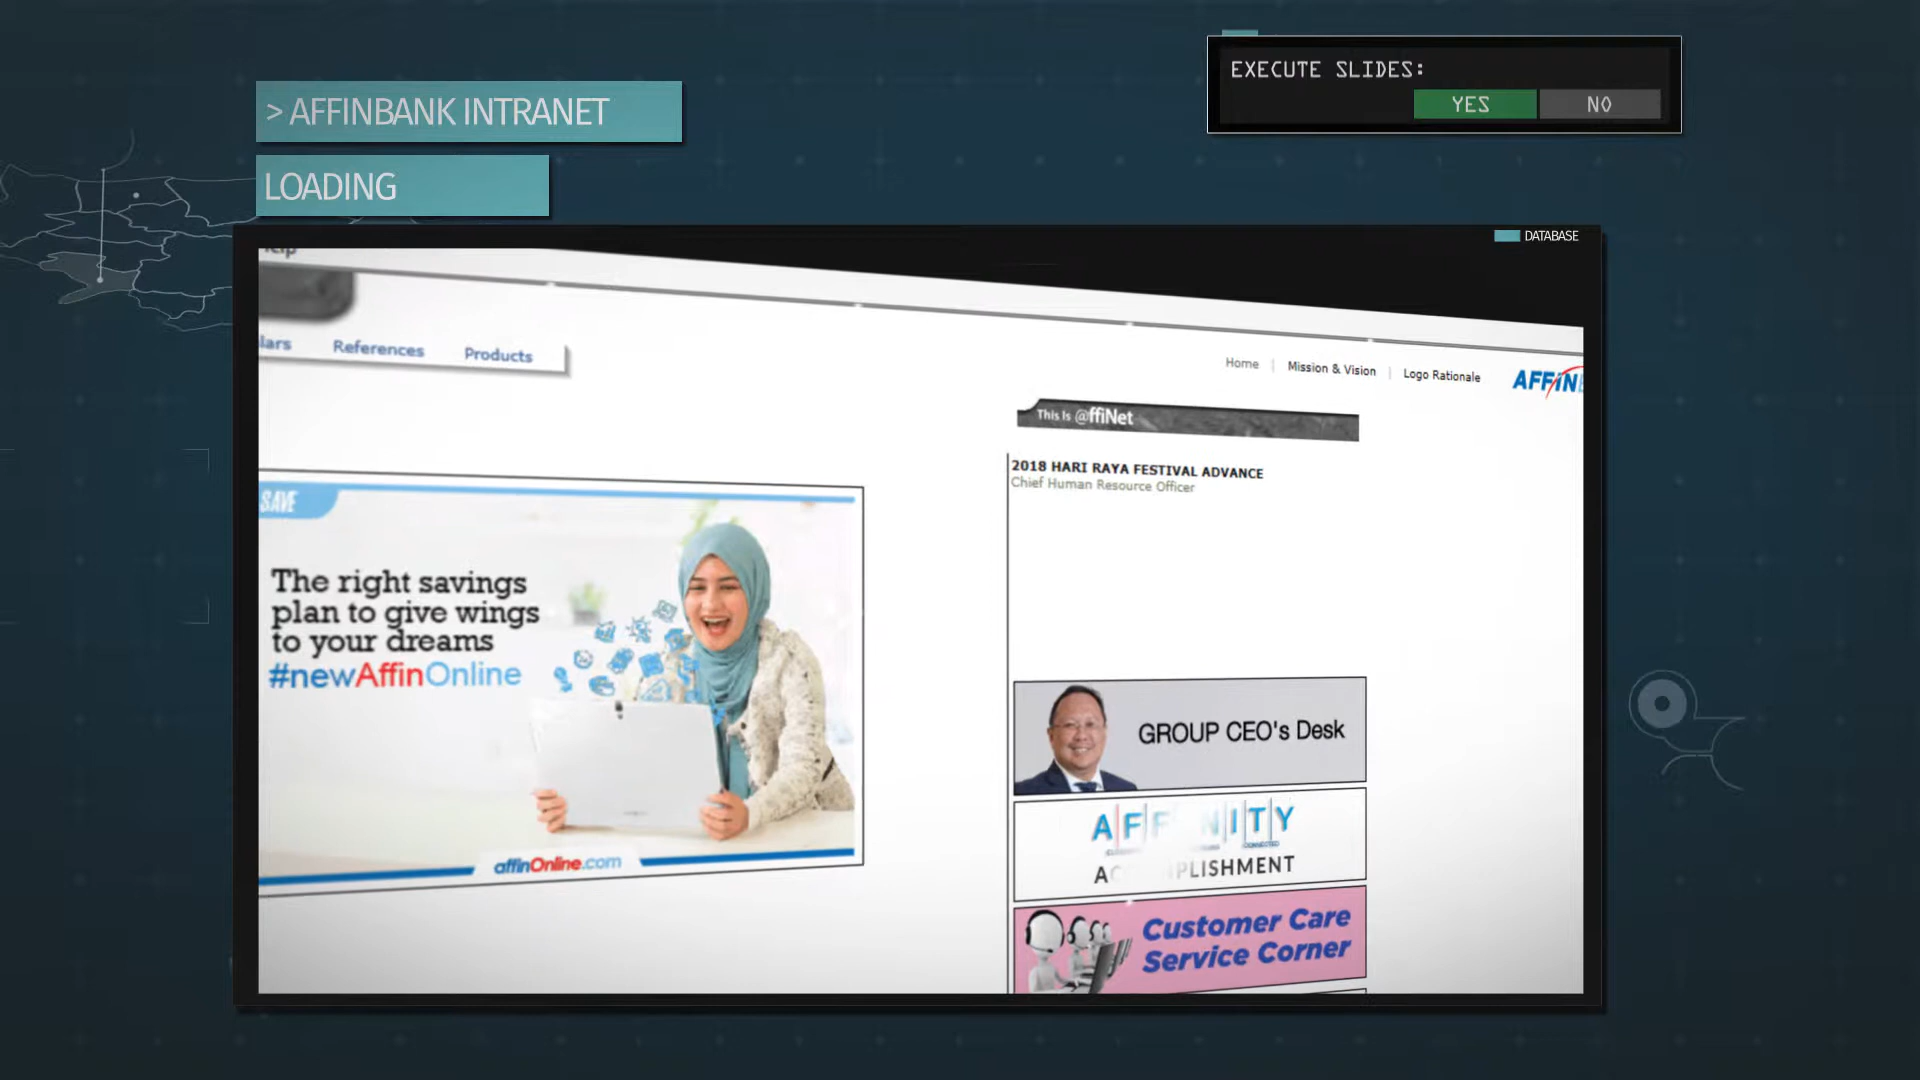 EXECUTE SLIDES:
YES NO
> AFFINBANK INTRANET
LOADING
DATABASE
References Products
Home | Mission & Vision | Logo Rationale
AFFIN
This Is @ffiNet
2018 HARI RAYA FESTIVAL ADVANCE
Chief Human Resource Officer
SAVE
The right savings
plan to give wings
to your dreams
#newAffinOnline
affinOnline.com
GROUP CEO's Desk
Customer Care
Service Corner